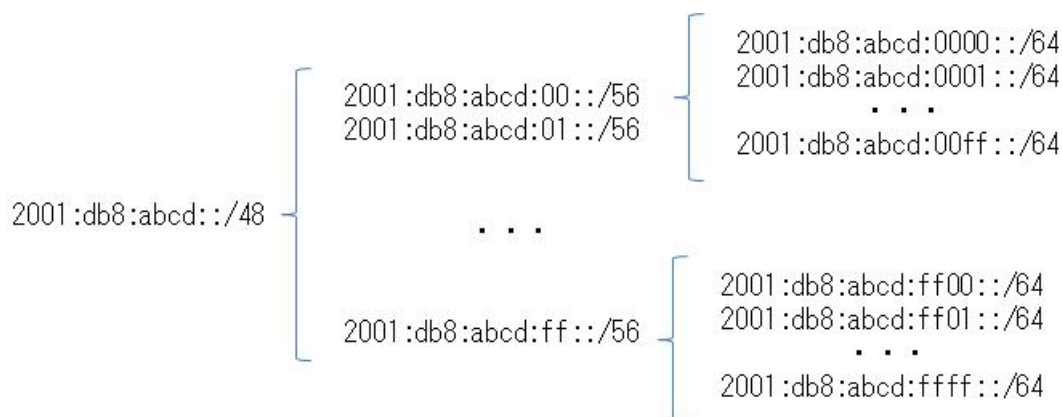 2001:db8:abcd::/48
2001:db8:abcd:00::/56
2001:db8:abcd:01::/56
・・・
2001:db8:abcd:ff::/56
2001:db8:abcd:0000::/64
2001:db8:abcd:0001::/64
・・・
2001:db8:abcd:00ff::/64
2001:db8:abcd:ff00::/64
2001:db8:abcd:ff01::/64
・・・
2001:db8:abcd:ffff::/64